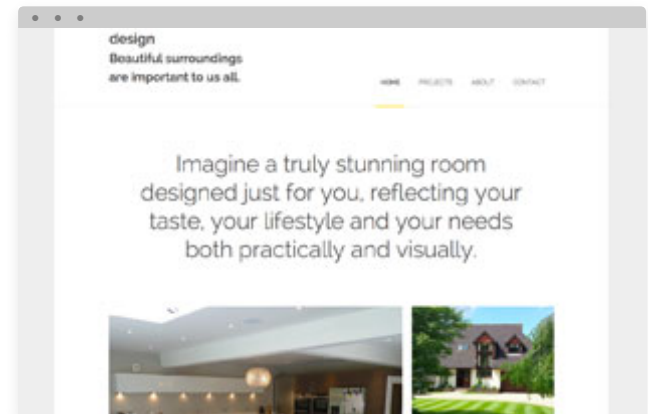 design
Beautiful surroundings
are important to us all.
HOME PROJECTS ABOUT CONTACT
Imagine a truly stunning room
designed just for you, reflecting your
taste, your lifestyle and your needs
both practically and visually.